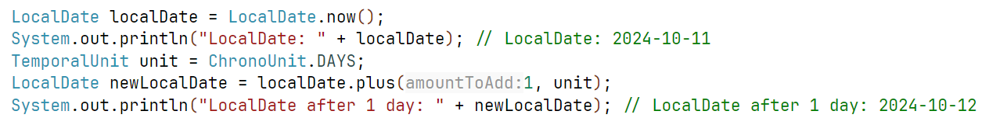 LocalDate localDate = LocalDate.now();
System.out.println("LocalDate: " + localDate); // LocalDate: 2024-10-11
TemporalUnit unit = ChronoUnit.DAYS;
LocalDate newLocalDate = localDate.plus(amountToAdd:1, unit);
System.out.println("LocalDate after 1 day: " + newLocalDate); // LocalDate after 1 day: 2024-10-12